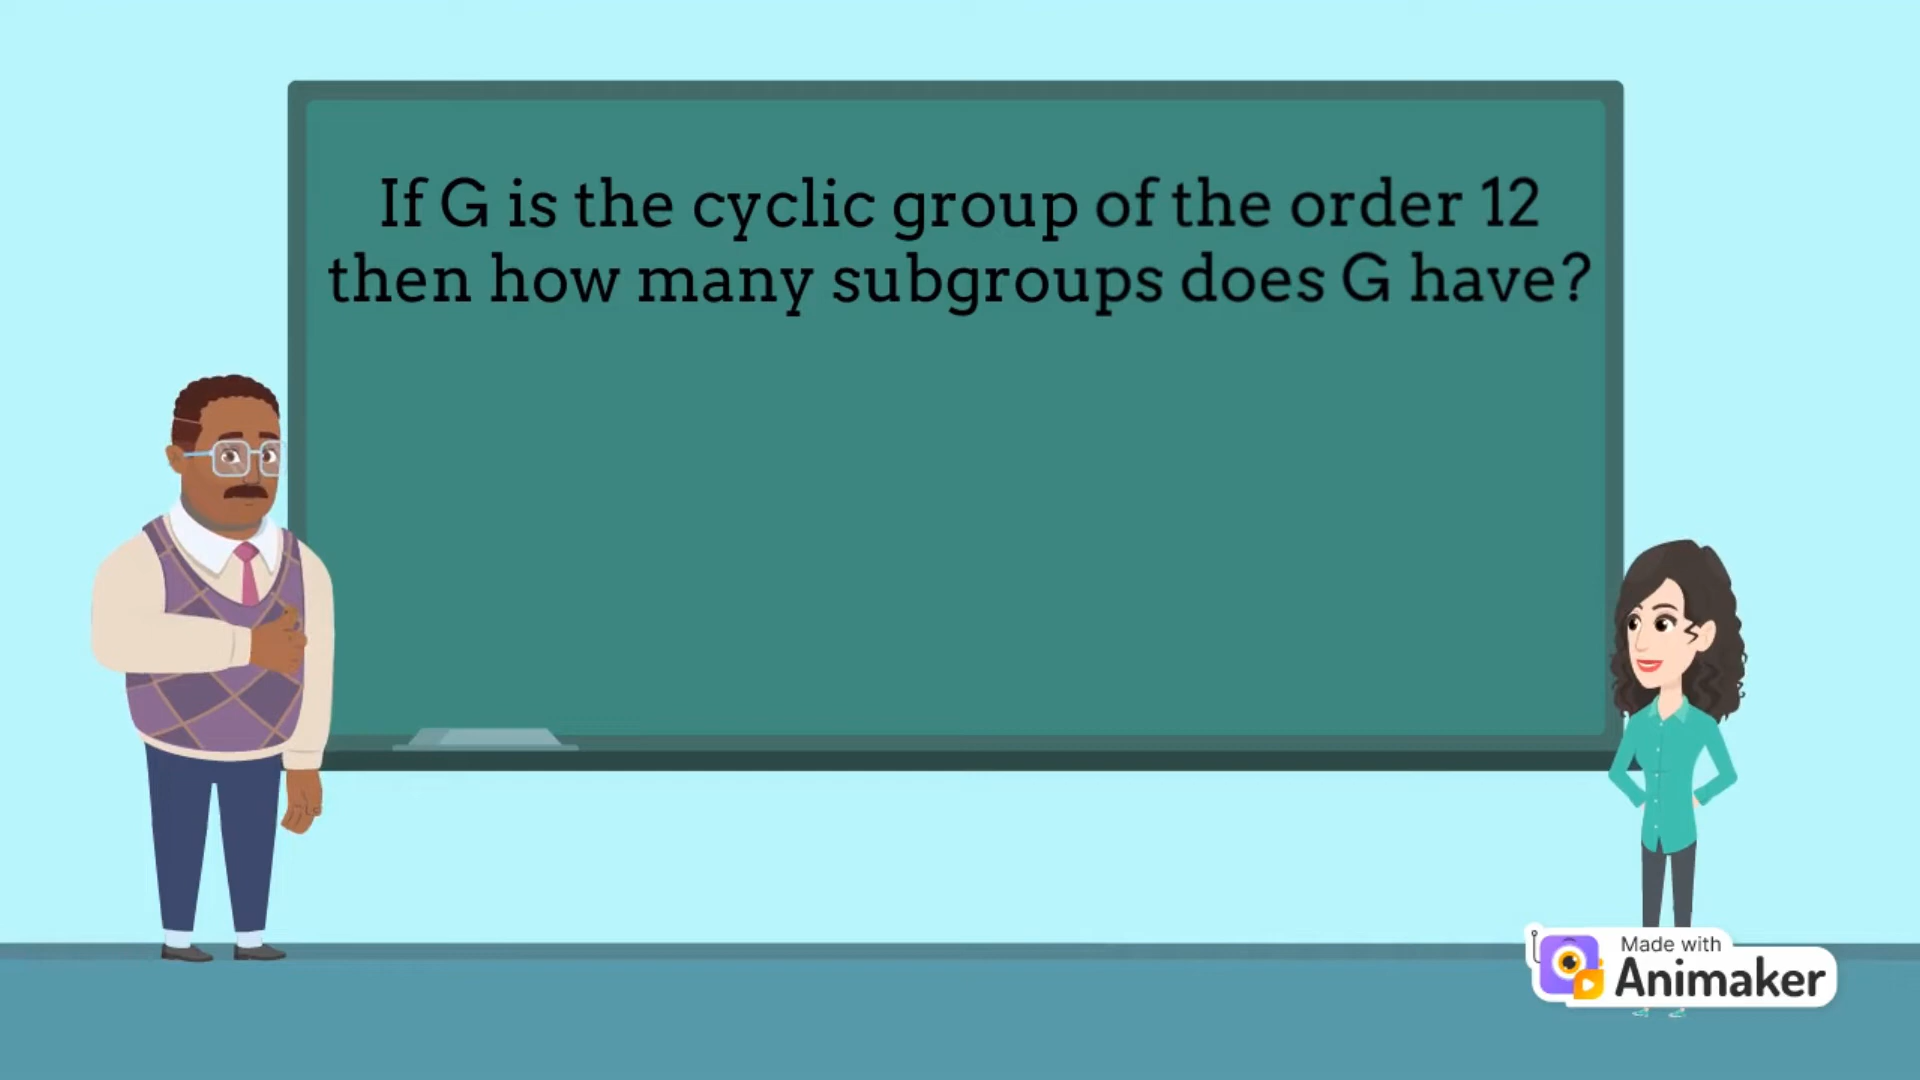 If G is the cyclic group of the order 12
then how many subgroups does G have?
Made with
Animaker